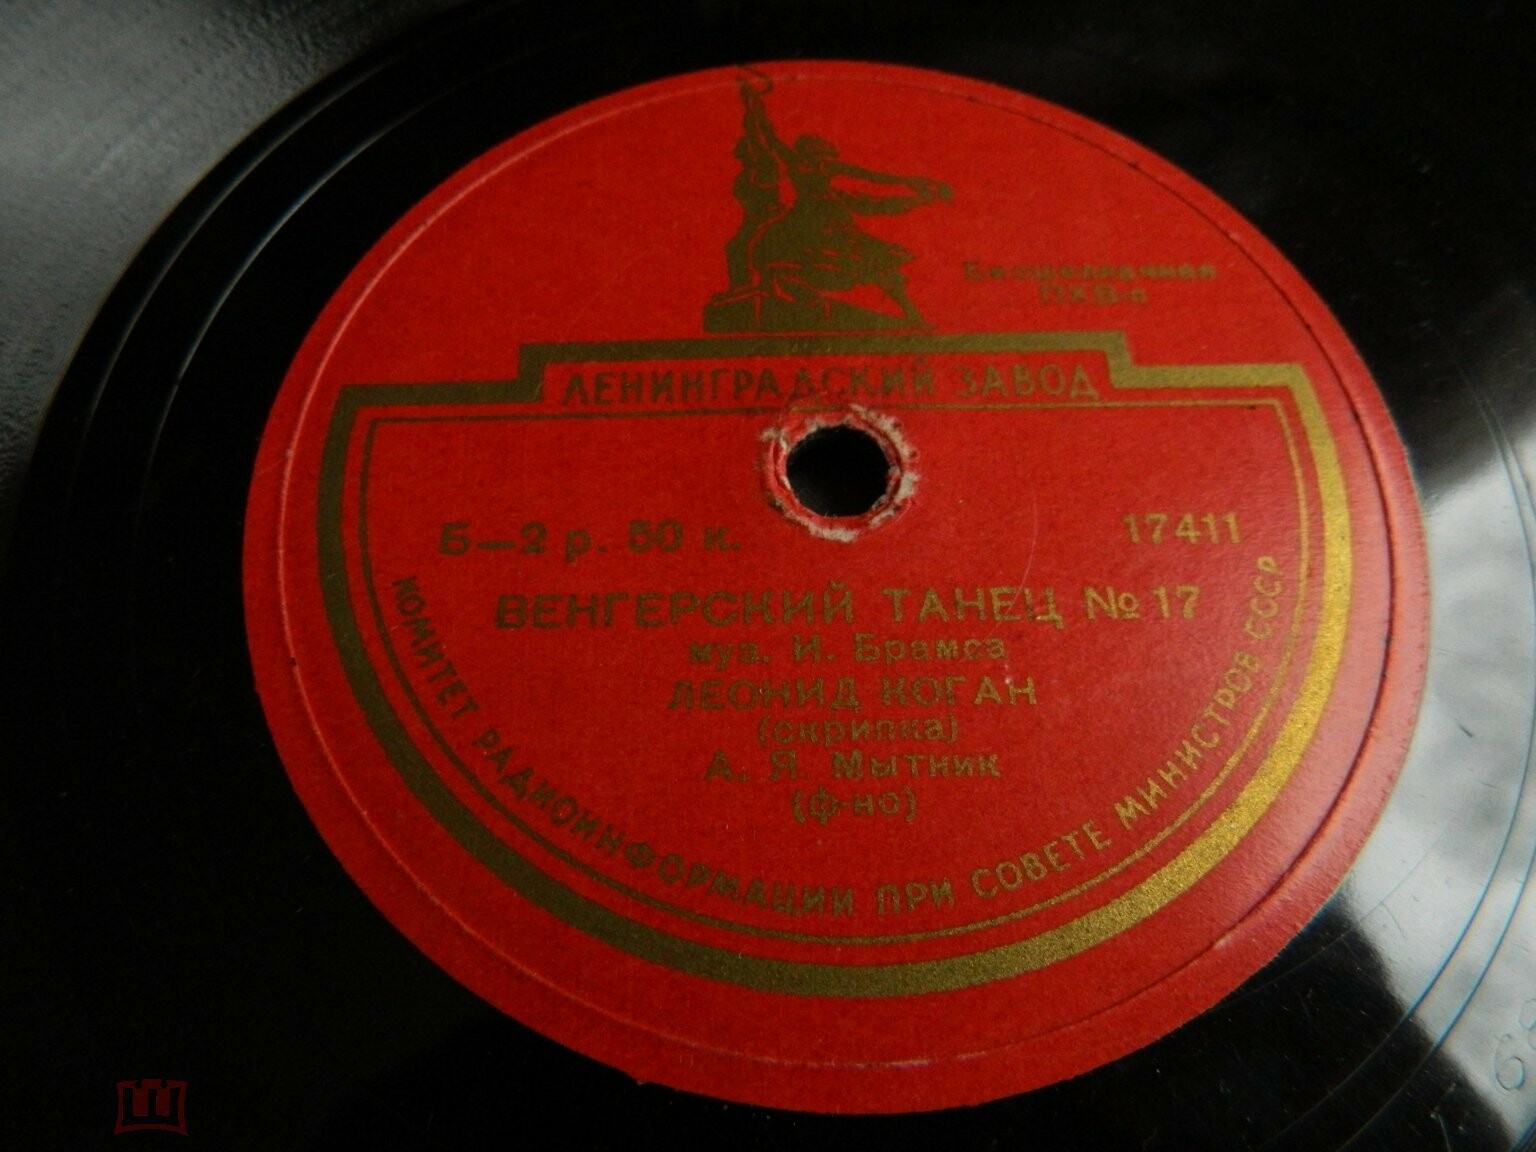 Бесшеллачная
ПХВ-п
ЛЕНИНГРАДСКИЙ ЗАВОД
Б—2 р. 50 к. 17411
ВЕНГЕРСКИЙ ТАНЕЦ № 17
муз. И. Брамса
ЛЕОНИД КОГАН
(скрипка)
А. Я. Мытник
(ф-но)
КОМИТЕТ РАДИОИНФОРМАЦИИ ПРИ СОВЕТЕ МИНИСТРОВ СССР